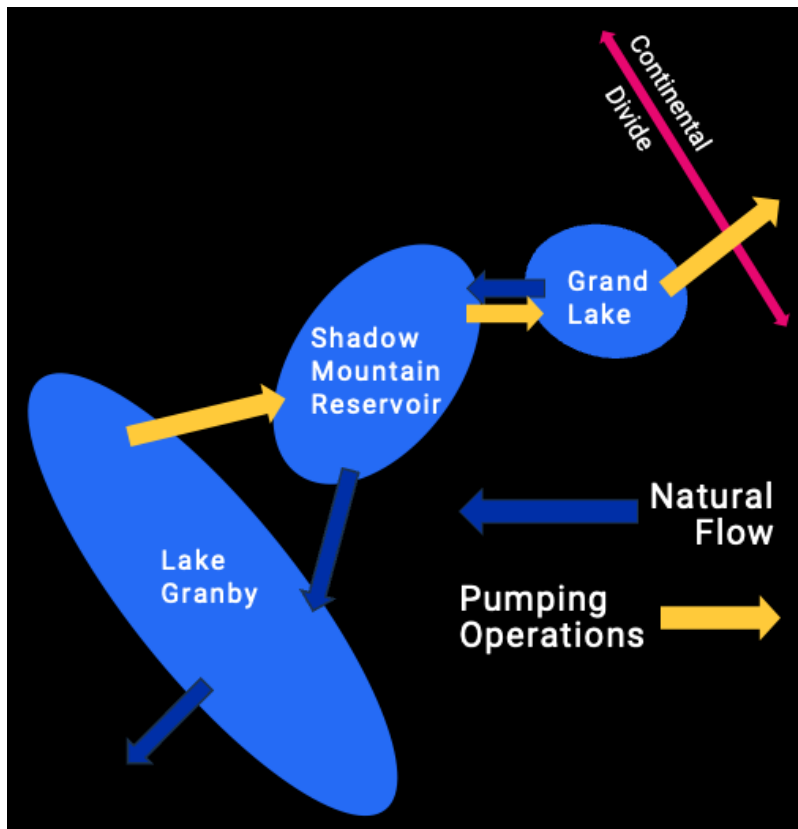 Continental
Divide
Grand
Lake
Shadow
Mountain
Reservoir
Natural
Flow
Lake
Granby
Pumping
Operations